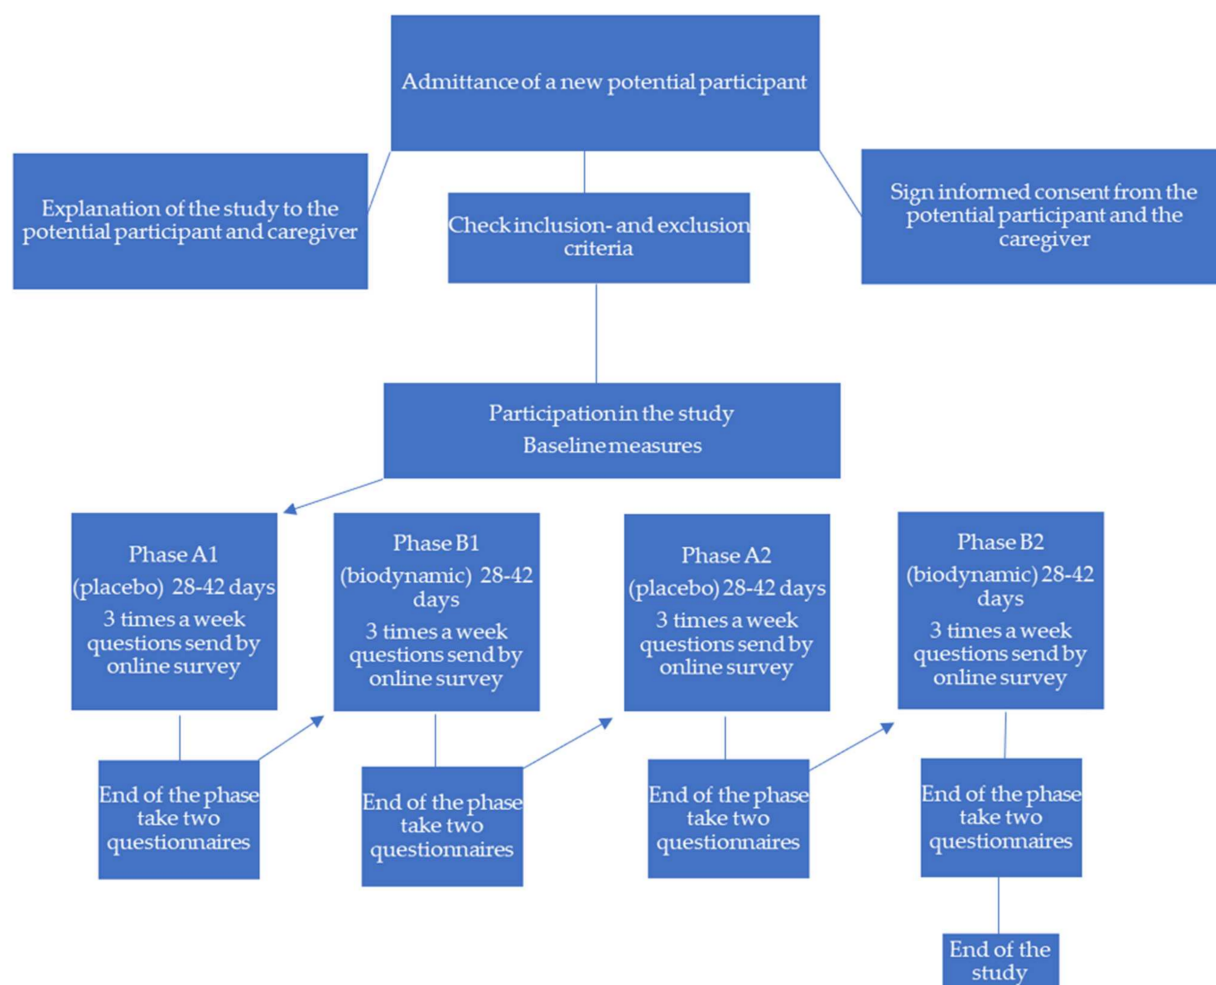 Admittance of a new potential participant
Explanation of the study to the
potential participant and caregiver
Check inclusion- and exclusion
criteria
Sign informed consent from the
potential participant and the
caregiver
Participation in the study
Baseline measures
Phase A1
(placebo) 28-42 days
3 times a week
questions send by
online survey
Phase B1
(biodynamic) 28-42
days
3 times a week
questions send by
online survey
Phase A2
(placebo) 28-42 days
3 times a week
questions send by
online survey
Phase B2
(biodynamic) 28-42
days
3 times a week
questions send by
online survey
End of the phase
take two
questionnaires
End of the phase
take two
questionnaires
End of the phase
take two
questionnaires
End of the phase
take two
questionnaires
End of the
study